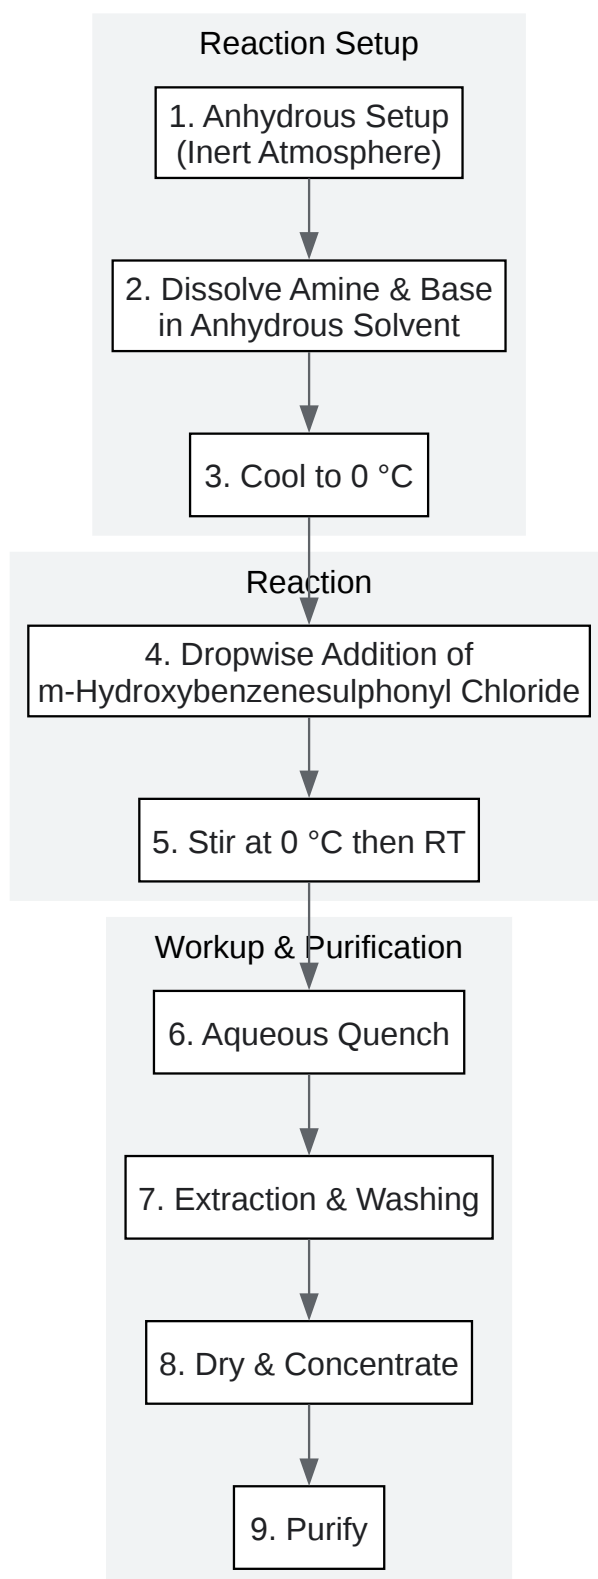 Reaction Setup
1. Anhydrous Setup
(Inert Atmosphere)
2. Dissolve Amine & Base
in Anhydrous Solvent
3. Cool to 0 °C
Reaction
4. Dropwise Addition of
m-Hydroxybenzenesulphonyl Chloride
5. Stir at 0 °C then RT
Workup & Purification
6. Aqueous Quench
7. Extraction & Washing
8. Dry & Concentrate
9. Purify